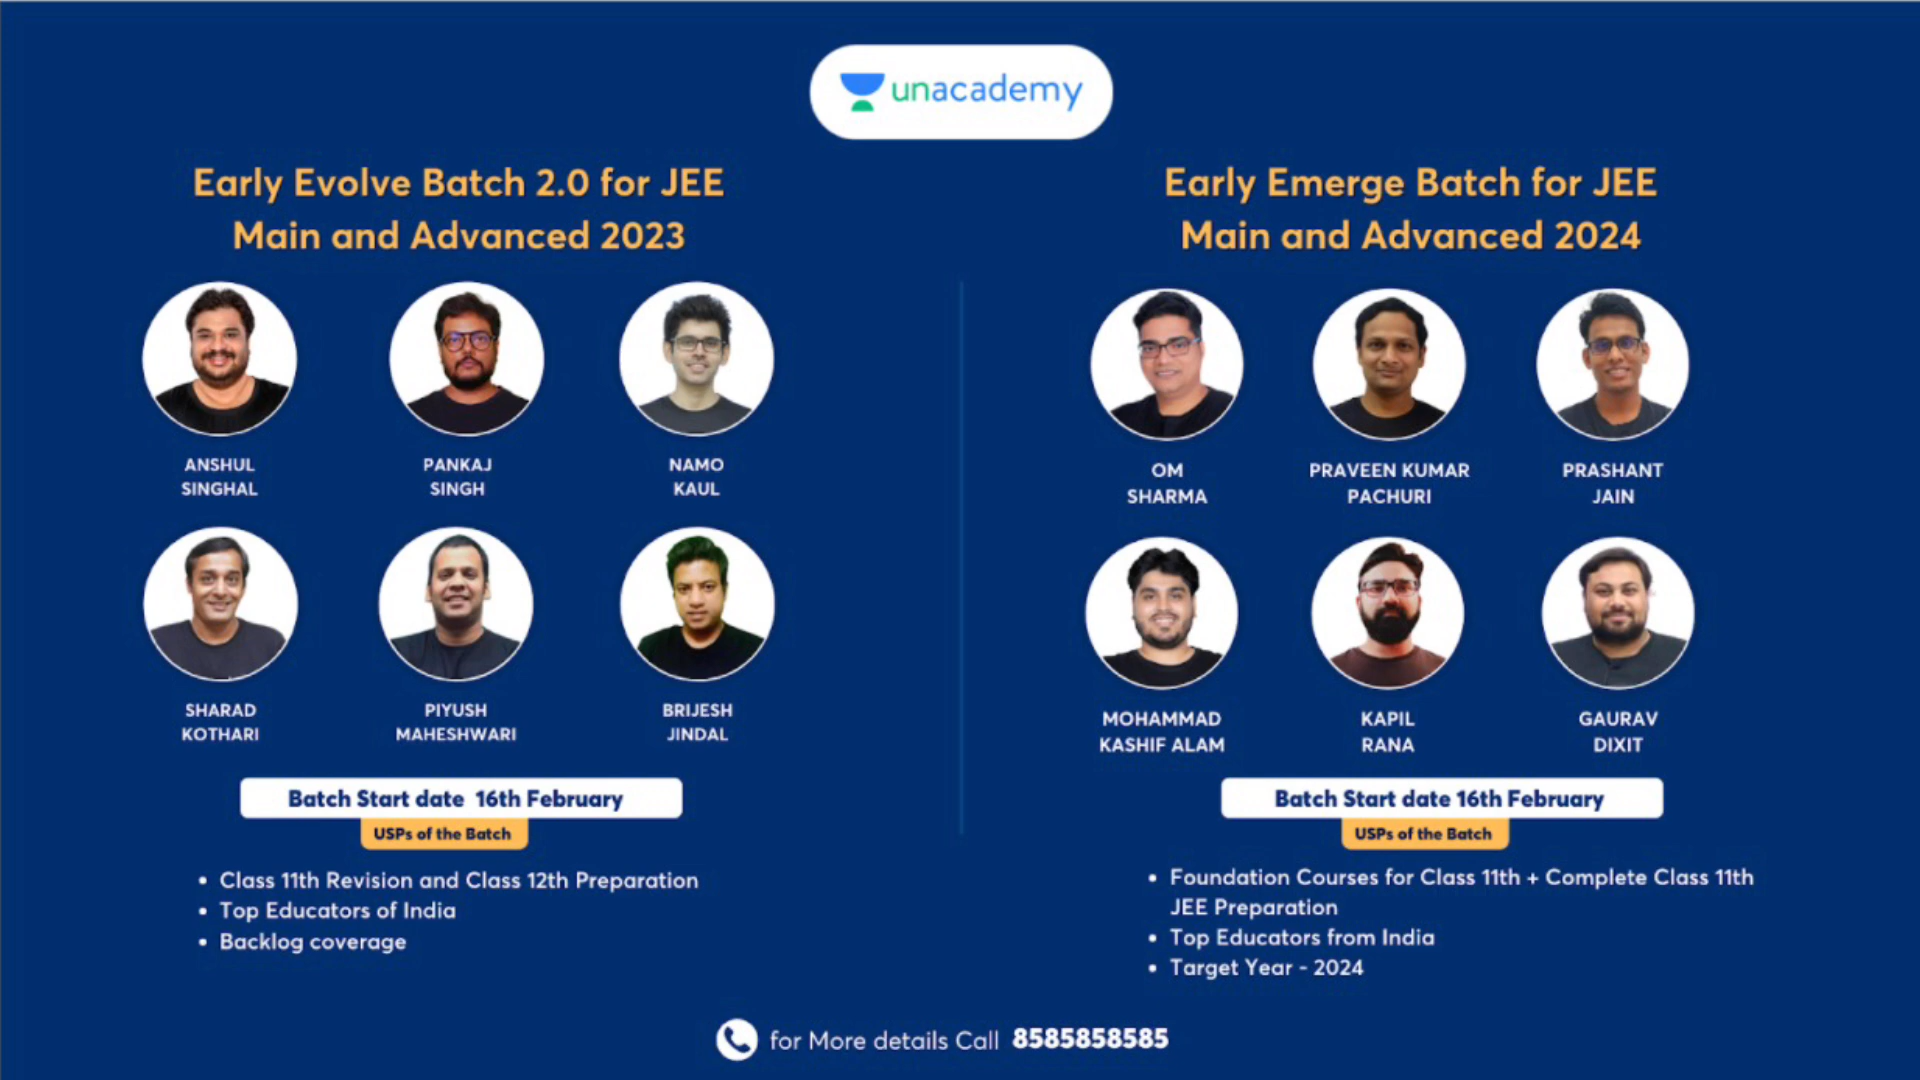 unacademy
Early Evolve Batch 2.0 for JEE
Main and Advanced 2023
ANSHUL
SINGHAL
PANKAJ
SINGH
NAMO
KAUL
SHARAD
KOTHARI
PIYUSH
MAHESHWARI
BRIJESH
JINDAL
Batch Start date 16th February
USPs of the Batch
• Class 11th Revision and Class 12th Preparation
• Top Educators of India
• Backlog coverage
Early Emerge Batch for JEE
Main and Advanced 2024
OM
SHARMA
PRAVEEN KUMAR
PACHURI
PRASHANT
JAIN
MOHAMMAD
KASHIF ALAM
KAPIL
RANA
GAURAV
DIXIT
Batch Start date 16th February
USPs of the Batch
• Foundation Courses for Class 11th + Complete Class 11th
JEE Preparation
• Top Educators from India
• Target Year - 2024
for More details Call 8585858585